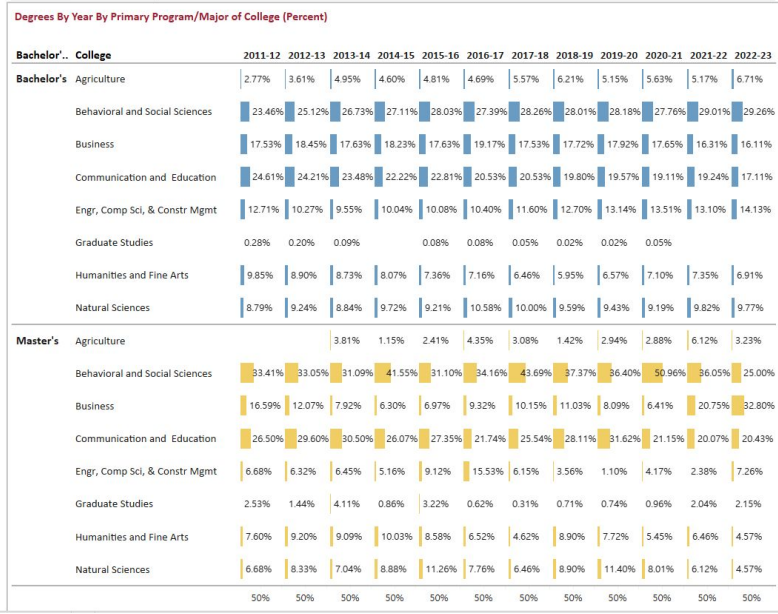 Degrees By Year By Primary Program/Major of College (Percent)
Bachelor'.. College 2011-12 2012-13 2013-14 2014-15 2015-16 2016-17 2017-18 2018-19 2019-20 2020-21 2021-22 2022-23
Bachelor's Agriculture 2.77% 3.61% 4.95% 4.60% 4.81% 4.69% 5.57% 6.21% 5.15% 5.63% 5.17% 6.71%
Behavioral and Social Sciences 23.46% 25.12% 26.73% 27.11% 28.03% 27.39% 28.26% 28.01% 28.18% 27.76% 29.01% 29.26%
Business 17.53% 18.45% 17.63% 18.23% 17.63% 19.17% 17.53% 17.72% 17.92% 17.65% 16.31% 16.11%
Communication and Education 24.61% 24.21% 23.48% 22.22% 22.81% 20.53% 20.53% 19.80% 19.57% 19.11% 19.24% 17.11%
Engr, Comp Sci, & Constr Mgmt 12.71% 10.27% 9.55% 10.04% 10.08% 10.40% 11.60% 12.70% 13.14% 13.51% 13.10% 14.13%
Graduate Studies 0.28% 0.20% 0.09% 0.08% 0.08% 0.05% 0.02% 0.02% 0.05%
Humanities and Fine Arts 9.85% 8.90% 8.73% 8.07% 7.36% 7.16% 6.46% 5.95% 6.57% 7.10% 7.35% 6.91%
Natural Sciences 8.79% 9.24% 8.84% 9.72% 9.21% 10.58% 10.00% 9.59% 9.43% 9.19% 9.82% 9.77%
Master's Agriculture 3.81% 1.15% 2.41% 4.35% 3.08% 1.42% 2.94% 2.88% 6.12% 3.23%
Behavioral and Social Sciences 33.41% 33.05% 31.09% 41.55% 31.10% 34.16% 43.69% 37.37% 36.40% 50.96% 36.05% 25.00%
Business 16.59% 12.07% 7.92% 6.30% 6.97% 9.32% 10.15% 11.03% 8.09% 6.41% 20.75% 32.80%
Communication and Education 26.50% 29.60% 30.50% 26.07% 27.35% 21.74% 25.54% 28.11% 31.62% 21.15% 20.07% 20.43%
Engr, Comp Sci, & Constr Mgmt 6.68% 6.32% 6.45% 5.16% 9.12% 15.53% 6.15% 3.56% 1.10% 4.17% 2.38% 7.26%
Graduate Studies 2.53% 1.44% 4.11% 0.86% 3.22% 0.62% 0.31% 0.71% 0.74% 0.96% 2.04% 2.15%
Humanities and Fine Arts 7.60% 9.20% 9.09% 10.03% 8.58% 6.52% 4.62% 8.90% 7.72% 5.45% 6.46% 4.57%
Natural Sciences 6.68% 8.33% 7.04% 8.88% 11.26% 7.76% 6.46% 8.90% 11.40% 8.01% 6.12% 4.57%
50% 50% 50% 50% 50% 50% 50% 50% 50% 50% 50% 50%